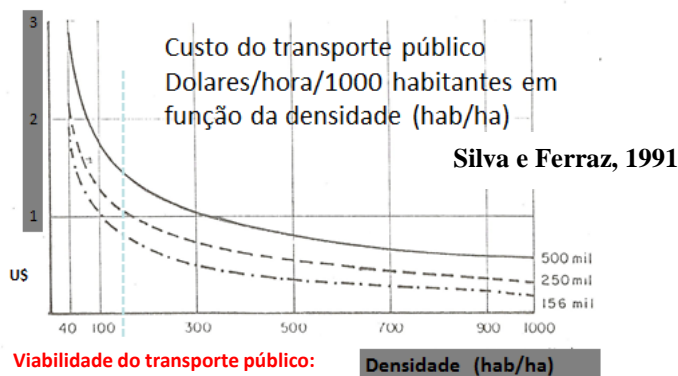 3
Custo do transporte público
Dolares/hora/1000 habitantes em
2
função da densidade (hab/ha)
Silva e Ferraz, 1991
1
500 mil
U$
250 mil
156 mil
40 100 300 500 700 900 1000
Viabilidade do transporte público:
Densidade (hab/ha)